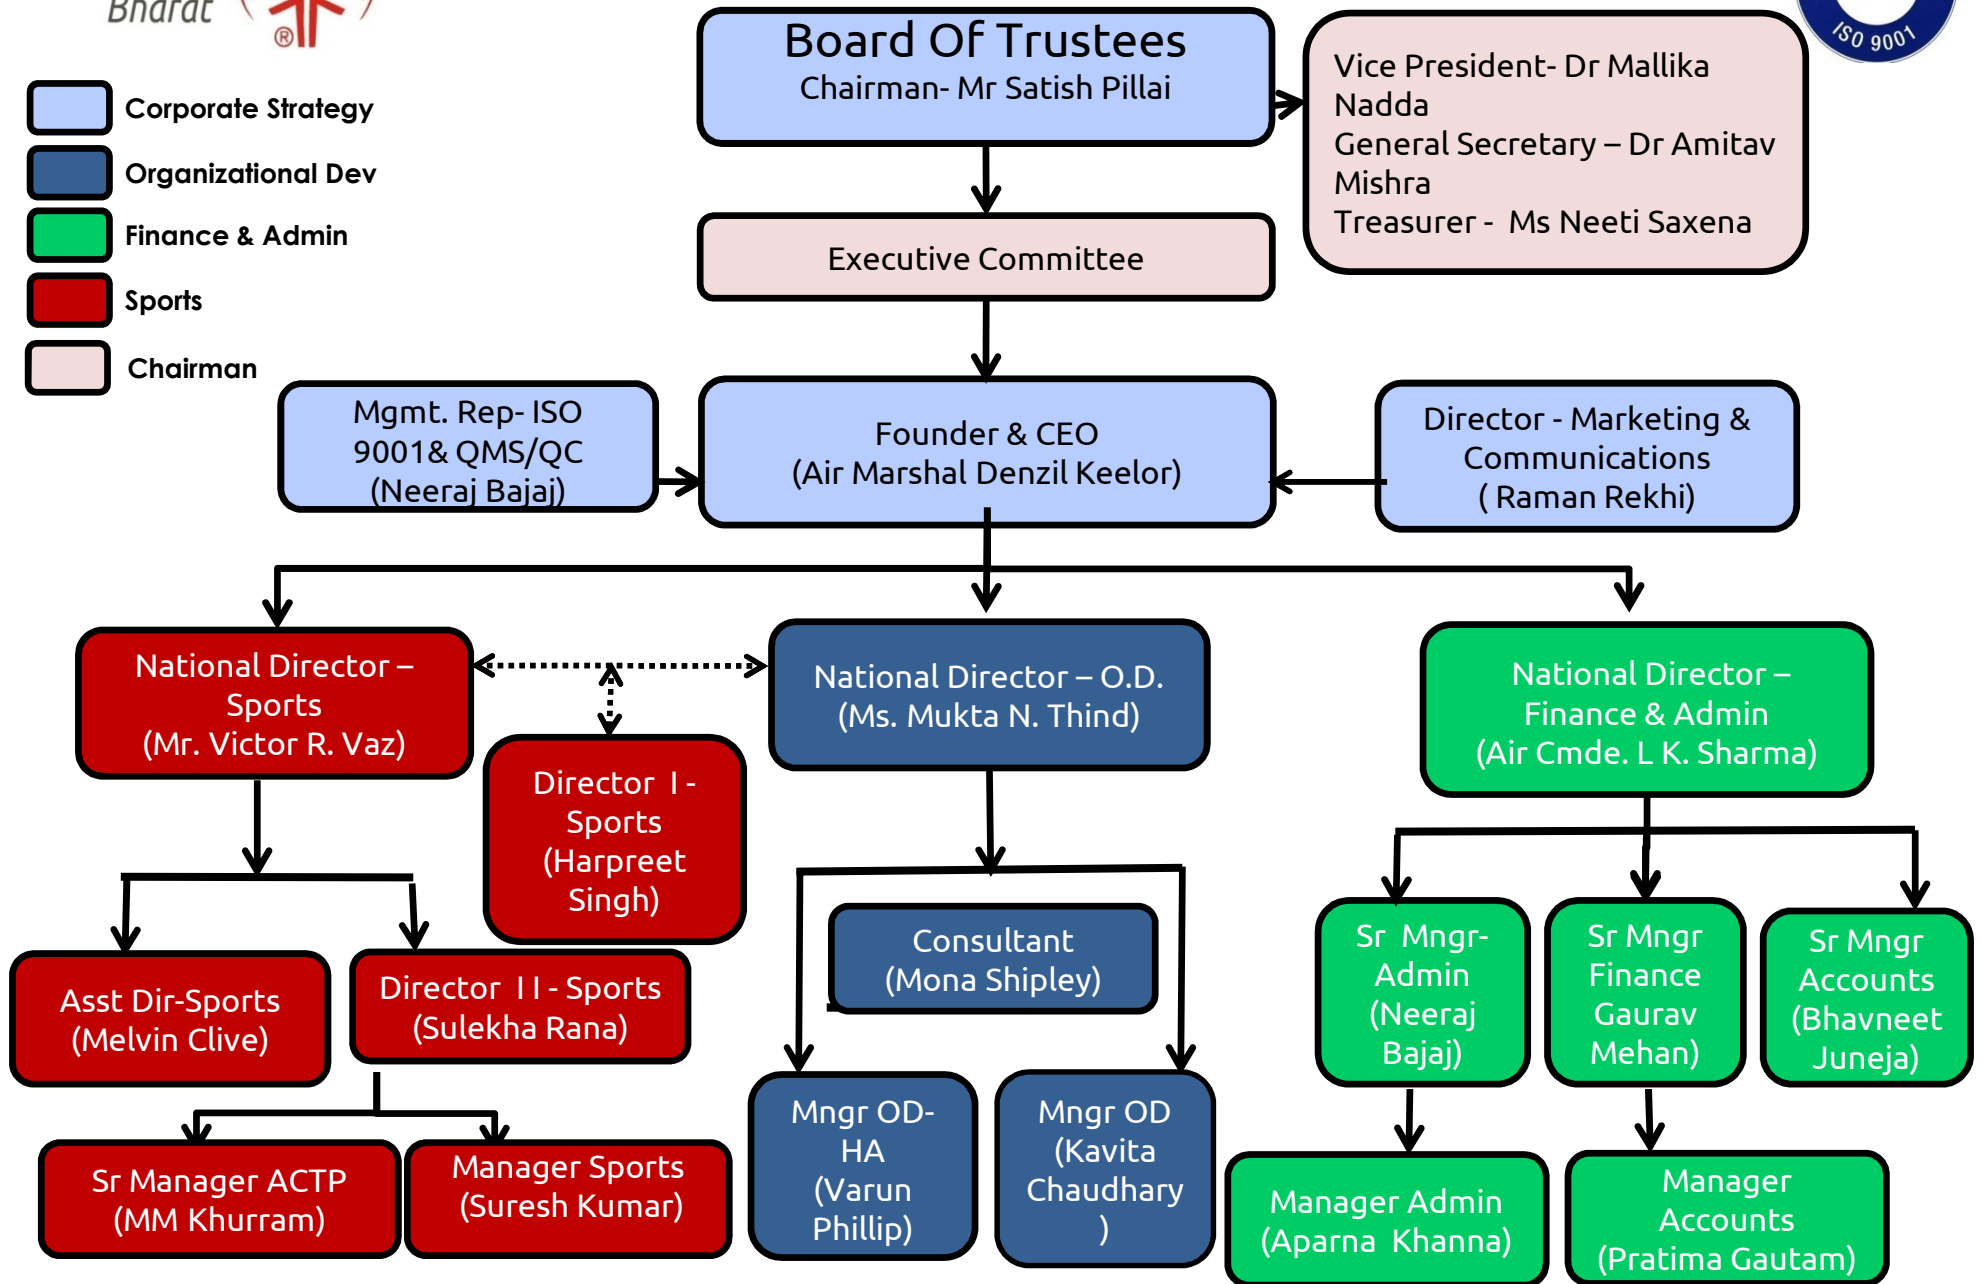 Bharat
®
ISO 9001
Corporate Strategy
Organizational Dev
Finance & Admin
Sports
Chairman
Board Of Trustees
Chairman- Mr Satish Pillai
Vice President- Dr Mallika
Nadda
General Secretary – Dr Amitav
Mishra
Treasurer - Ms Neeti Saxena
Executive Committee
Mgmt. Rep- ISO
9001& QMS/QC
(Neeraj Bajaj)
Founder & CEO
(Air Marshal Denzil Keelor)
Director - Marketing &
Communications
( Raman Rekhi)
National Director –
Sports
(Mr. Victor R. Vaz)
National Director – O.D.
(Ms. Mukta N. Thind)
National Director –
Finance & Admin
(Air Cmde. L K. Sharma)
Director I -
Sports
(Harpreet
Singh)
Asst Dir-Sports
(Melvin Clive)
Director I I - Sports
(Sulekha Rana)
Consultant
(Mona Shipley)
Sr Mngr-
Admin
(Neeraj
Bajaj)
Sr Mngr
Finance
Gaurav
Mehan)
Sr Mngr
Accounts
(Bhavneet
Juneja)
Sr Manager ACTP
(MM Khurram)
Manager Sports
(Suresh Kumar)
Mngr OD-
HA
(Varun
Phillip)
Mngr OD
(Kavita
Chaudhary
)
Manager Admin
(Aparna Khanna)
Manager
Accounts
(Pratima Gautam)